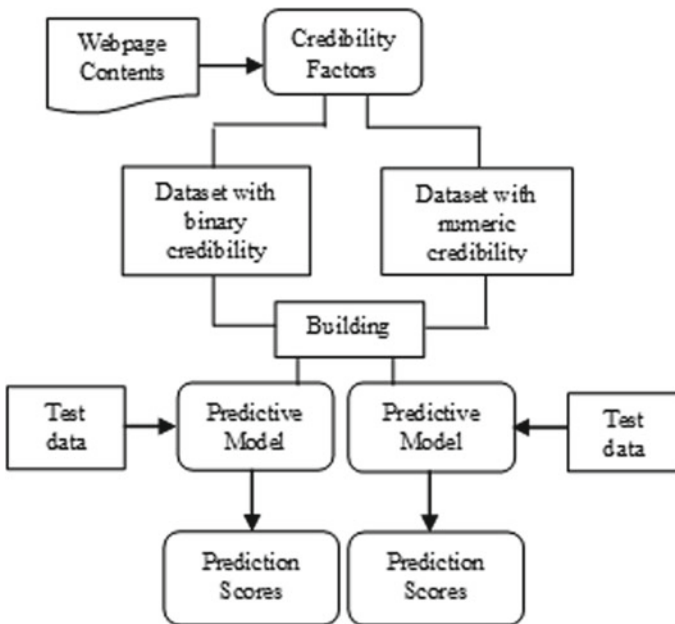 Webpage
Contents
Credibility
Factors
Dataset with
binary
credibility
Dataset with
numeric
credibility
Building
Test
data
Predictive
Model
Predictive
Model
Test
data
Prediction
Scores
Prediction
Scores